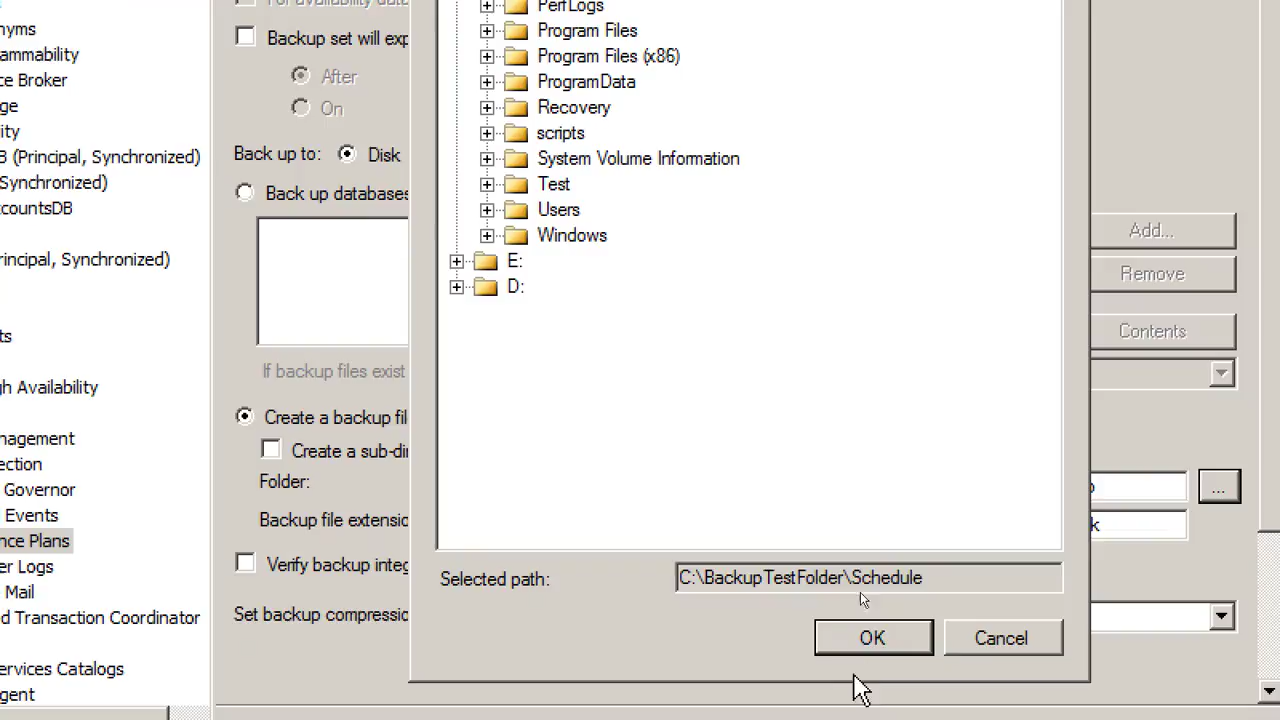 For availability data
nyms
Backup set will exp
ammability
ce Broker
After
ge
On
ity
B (Principal, Synchronized)
Back up to:
Disk
Synchronized)
Back up databases
ccountsDB
rincipal, Synchronized)
ts
If backup files exist
gh Availability
Create a backup fil
nagement
Create a sub-di
ection
Folder:
Governor
Events
Backup file extensio
nce Plans
er Logs
Verify backup integ
Mail
Set backup compressio
d Transaction Coordinator
ervices Catalogs
gent
PerfLogs
Program Files
Program Files (x86)
ProgramData
Recovery
scripts
System Volume Information
Test
Users
Windows
E:
D:
Selected path:
C:\BackupTestFolder\Schedule
OK
Cancel
Add...
Remove
Contents
...
k